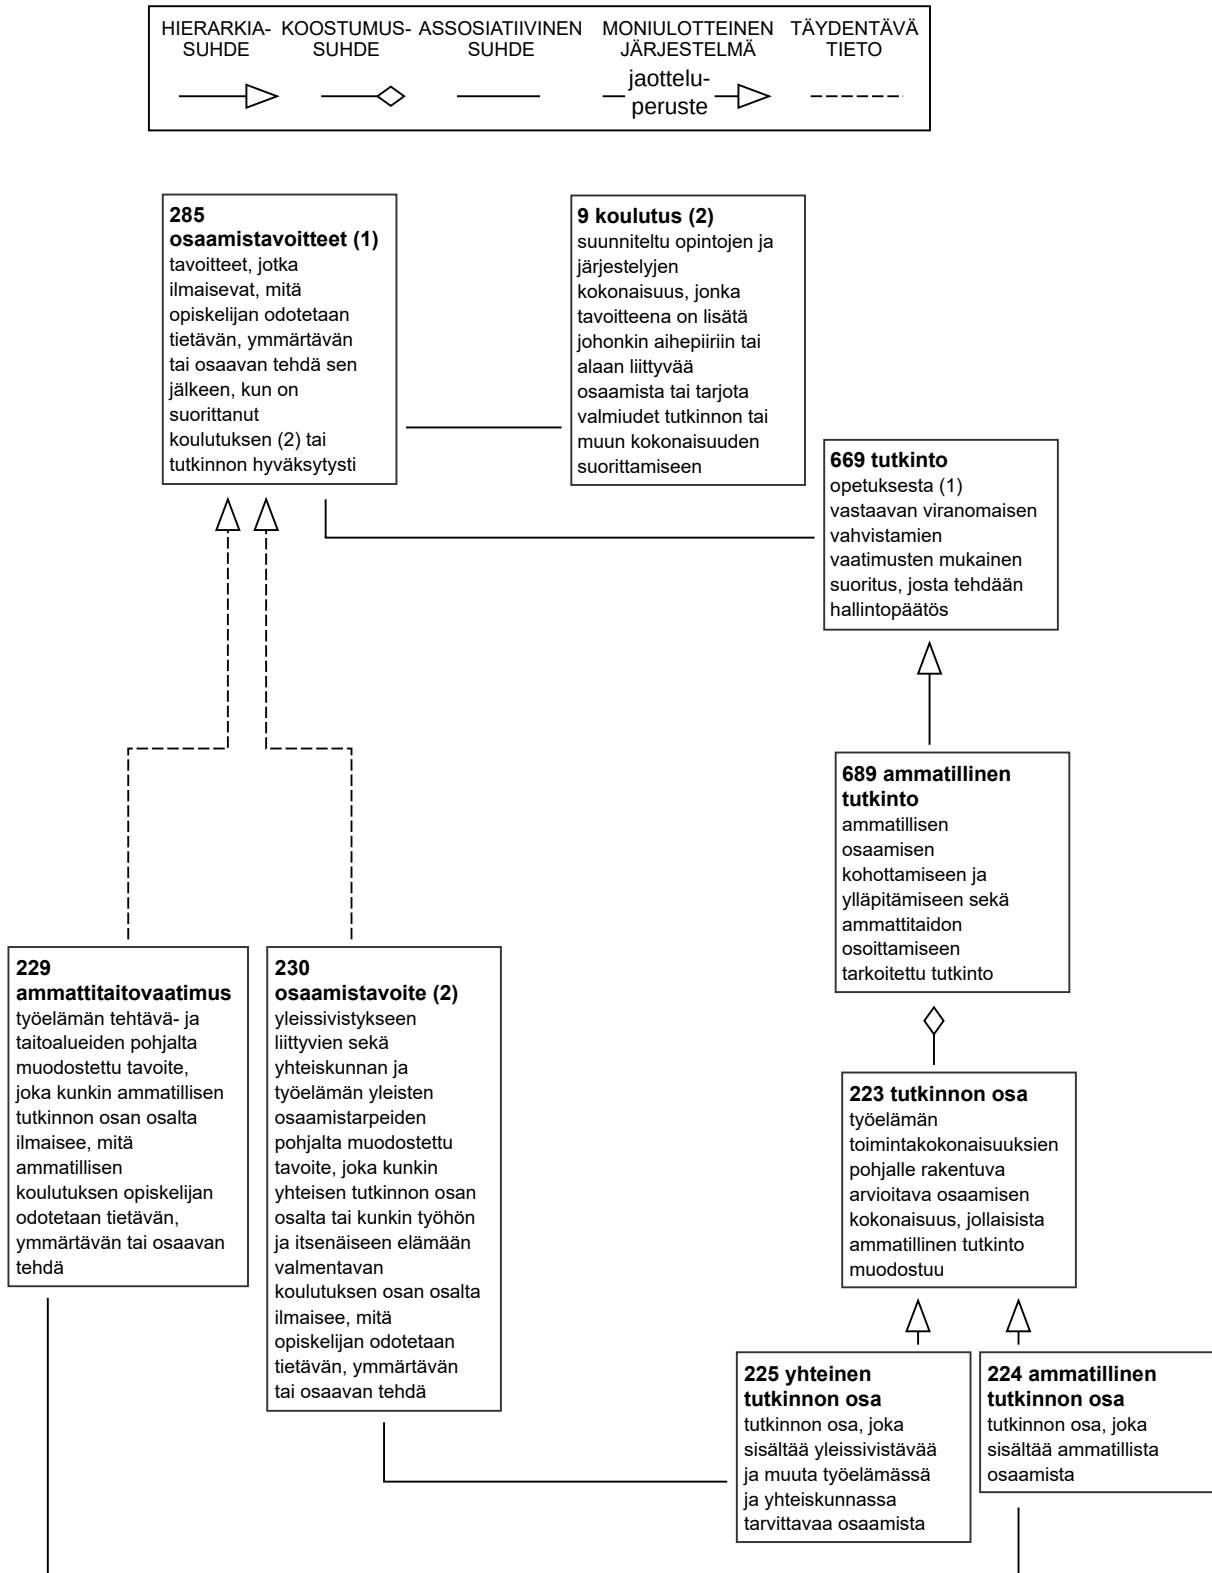 HIERARKIA-
SUHDE
KOOSTUMUS-
SUHDE
ASSOSIATIIVINEN
SUHDE
MONIULOTTEINEN
JÄRJESTELMÄ
jaottelu-
peruste
TÄYDENTÄVÄ
TIETO
285
osaamistavoitteet (1)
tavoitteet, jotka
ilmaisevat, mitä
opiskelijan odotetaan
tietävän, ymmärtävän
tai osaavan tehdä sen
jälkeen, kun on
suorittanut
koulutuksen (2) tai
tutkinnon hyväksytysti
9 koulutus (2)
suunniteltu opintojen ja
järjestelyjen
kokonaisuus, jonka
tavoitteena on lisätä
johonkin aihepiiriin tai
alaan liittyvää
osaamista tai tarjota
valmiudet tutkinnon tai
muun kokonaisuuden
suorittamiseen
669 tutkinto
opetuksesta (1)
vastaavan viranomaisen
vahvistamien
vaatimusten mukainen
suoritus, josta tehdään
hallintopäätös
689 ammatillinen
tutkinto
ammatillisen
osaamisen
kohottamiseen ja
ylläpitämiseen sekä
ammattitaidon
osoittamiseen
tarkoitettu tutkinto
229
ammattitaitovaatimus
työelämän tehtävä- ja
taitoalueiden pohjalta
muodostettu tavoite,
joka kunkin ammatillisen
tutkinnon osan osalta
ilmaisee, mitä
ammatillisen
koulutuksen opiskelijan
odotetaan tietävän,
ymmärtävän tai osaavan
tehdä
230
osaamistavoite (2)
yleissivistykseen
liittyvien sekä
yhteiskunnan ja
työelämän yleisten
osaamistarpeiden
pohjalta muodostettu
tavoite, joka kunkin
yhteisen tutkinnon osan
osalta tai kunkin työhön
ja itsenäiseen elämään
valmentavan
koulutuksen osan osalta
ilmaisee, mitä
opiskelijan odotetaan
tietävän, ymmärtävän
tai osaavan tehdä
223 tutkinnon osa
työelämän
toimintakokonaisuuksien
pohjalle rakentuva
arvioitava osaamisen
kokonaisuus, jollaisista
ammatillinen tutkinto
muodostuu
225 yhteinen
tutkinnon osa
tutkinnon osa, joka
sisältää yleissivistävää
ja muuta työelämässä
ja yhteiskunnassa
tarvittavaa osaamista
224 ammatillinen
tutkinnon osa
tutkinnon osa, joka
sisältää ammatillista
osaamista